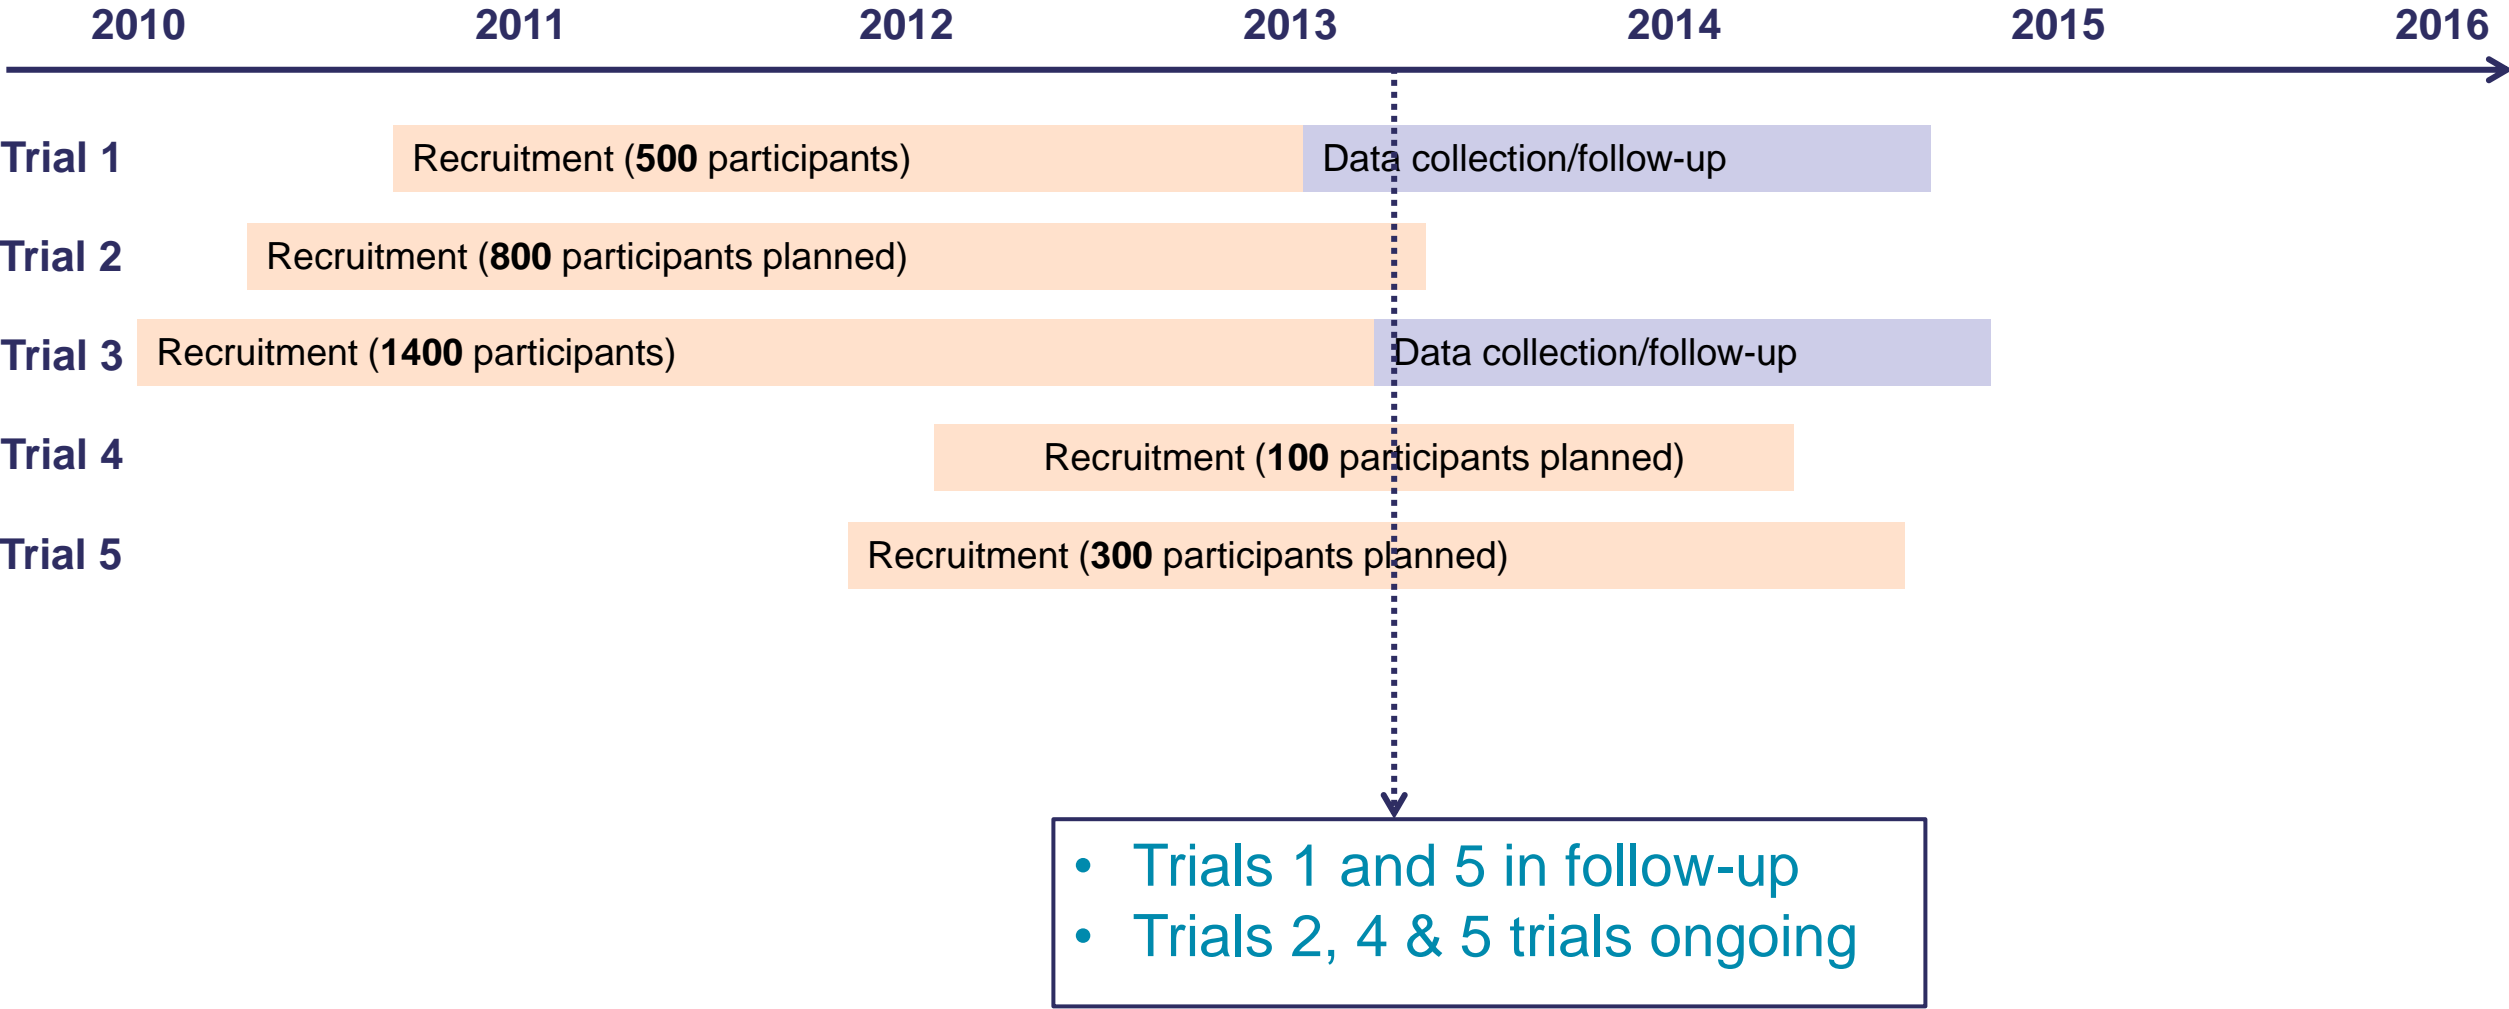 2010 2011 2012 2013 2014 2015 2016
Trial 1 Recruitment (500 participants) Data collection/follow-up
Trial 2 Recruitment (800 participants planned)
Trial 3 Recruitment (1400 participants) Data collection/follow-up
Trial 4 Recruitment (100 participants planned)
Trial 5 Recruitment (300 participants planned)
• Trials 1 and 5 in follow-up
• Trials 2, 4 & 5 trials ongoing